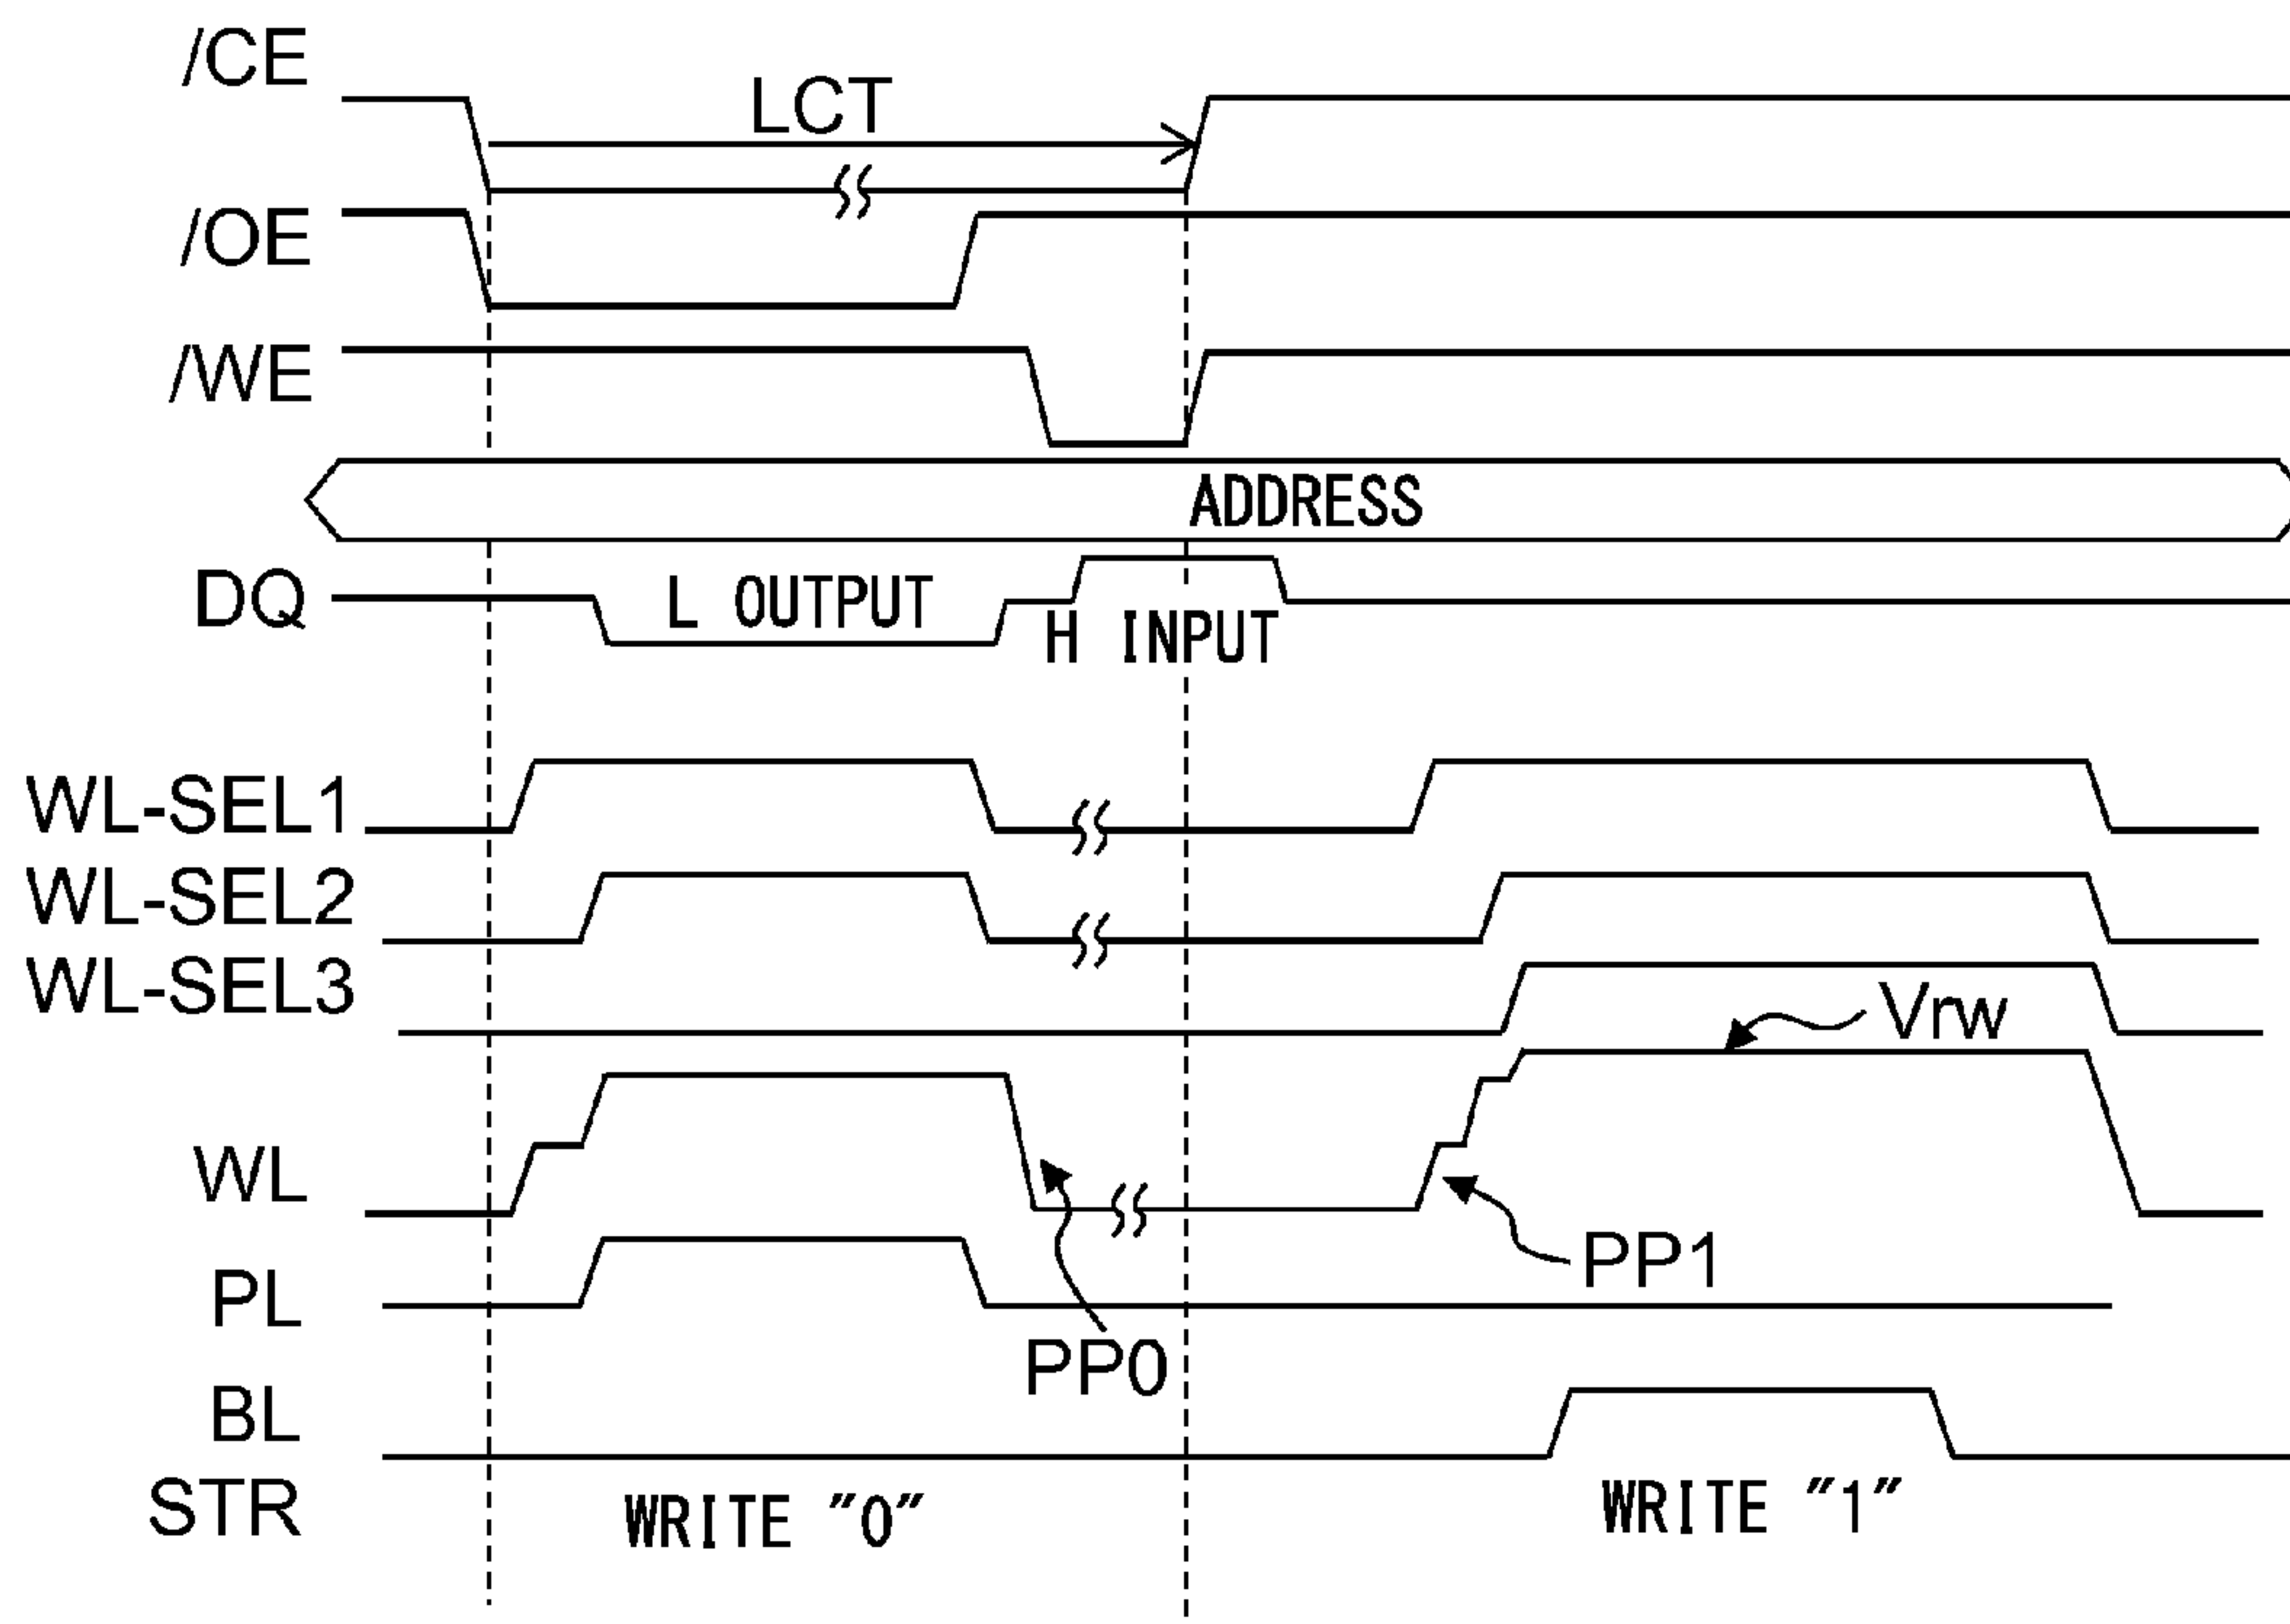 /CE
LCT
/OE
/WE
ADDRESS
DQ
L OUTPUT
H INPUT
WL-SEL1
WL-SEL2
WL-SEL3
Vrw
WL
PP1
PL
PP0
BL
STR
WRITE "0"
WRITE "1"